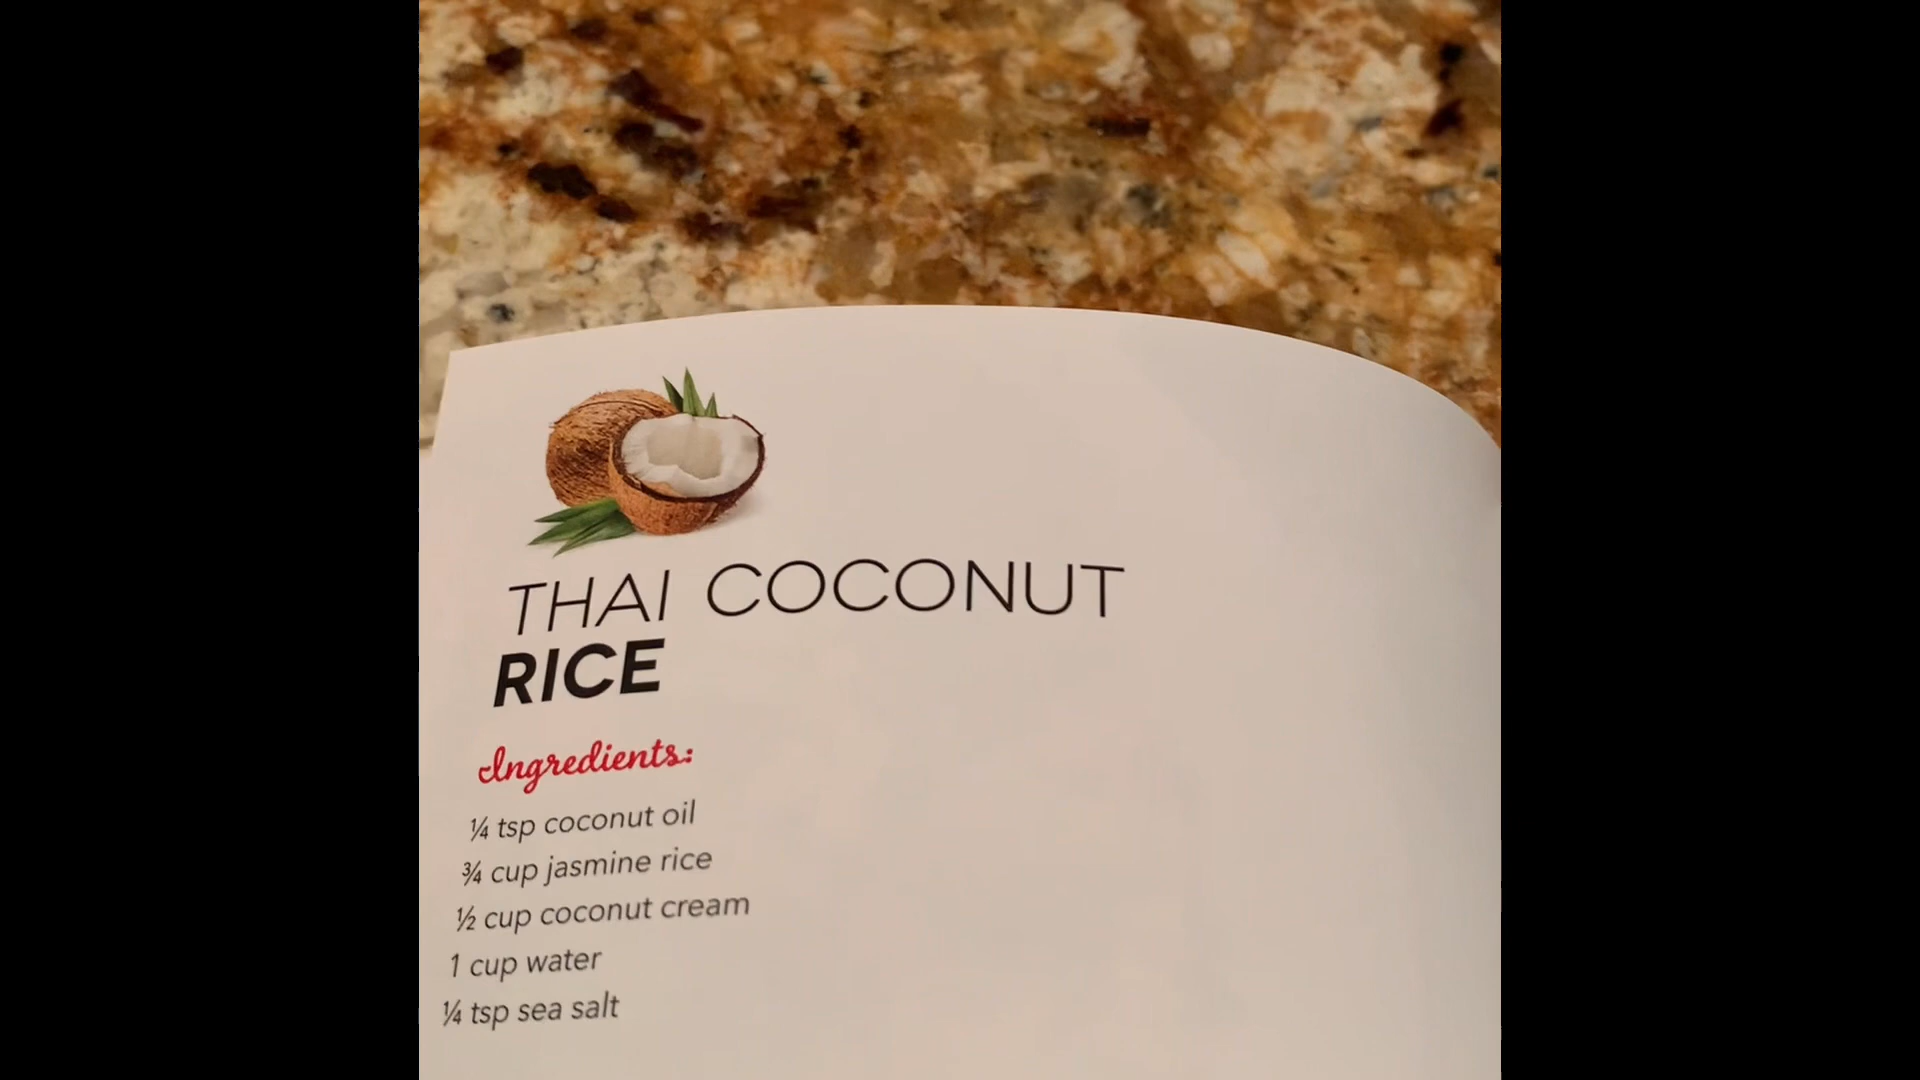 THAI COCONUT
RICE
Ingredients:
¼ tsp coconut oil
¾ cup jasmine rice
½ cup coconut cream
1 cup water
¼ tsp sea salt